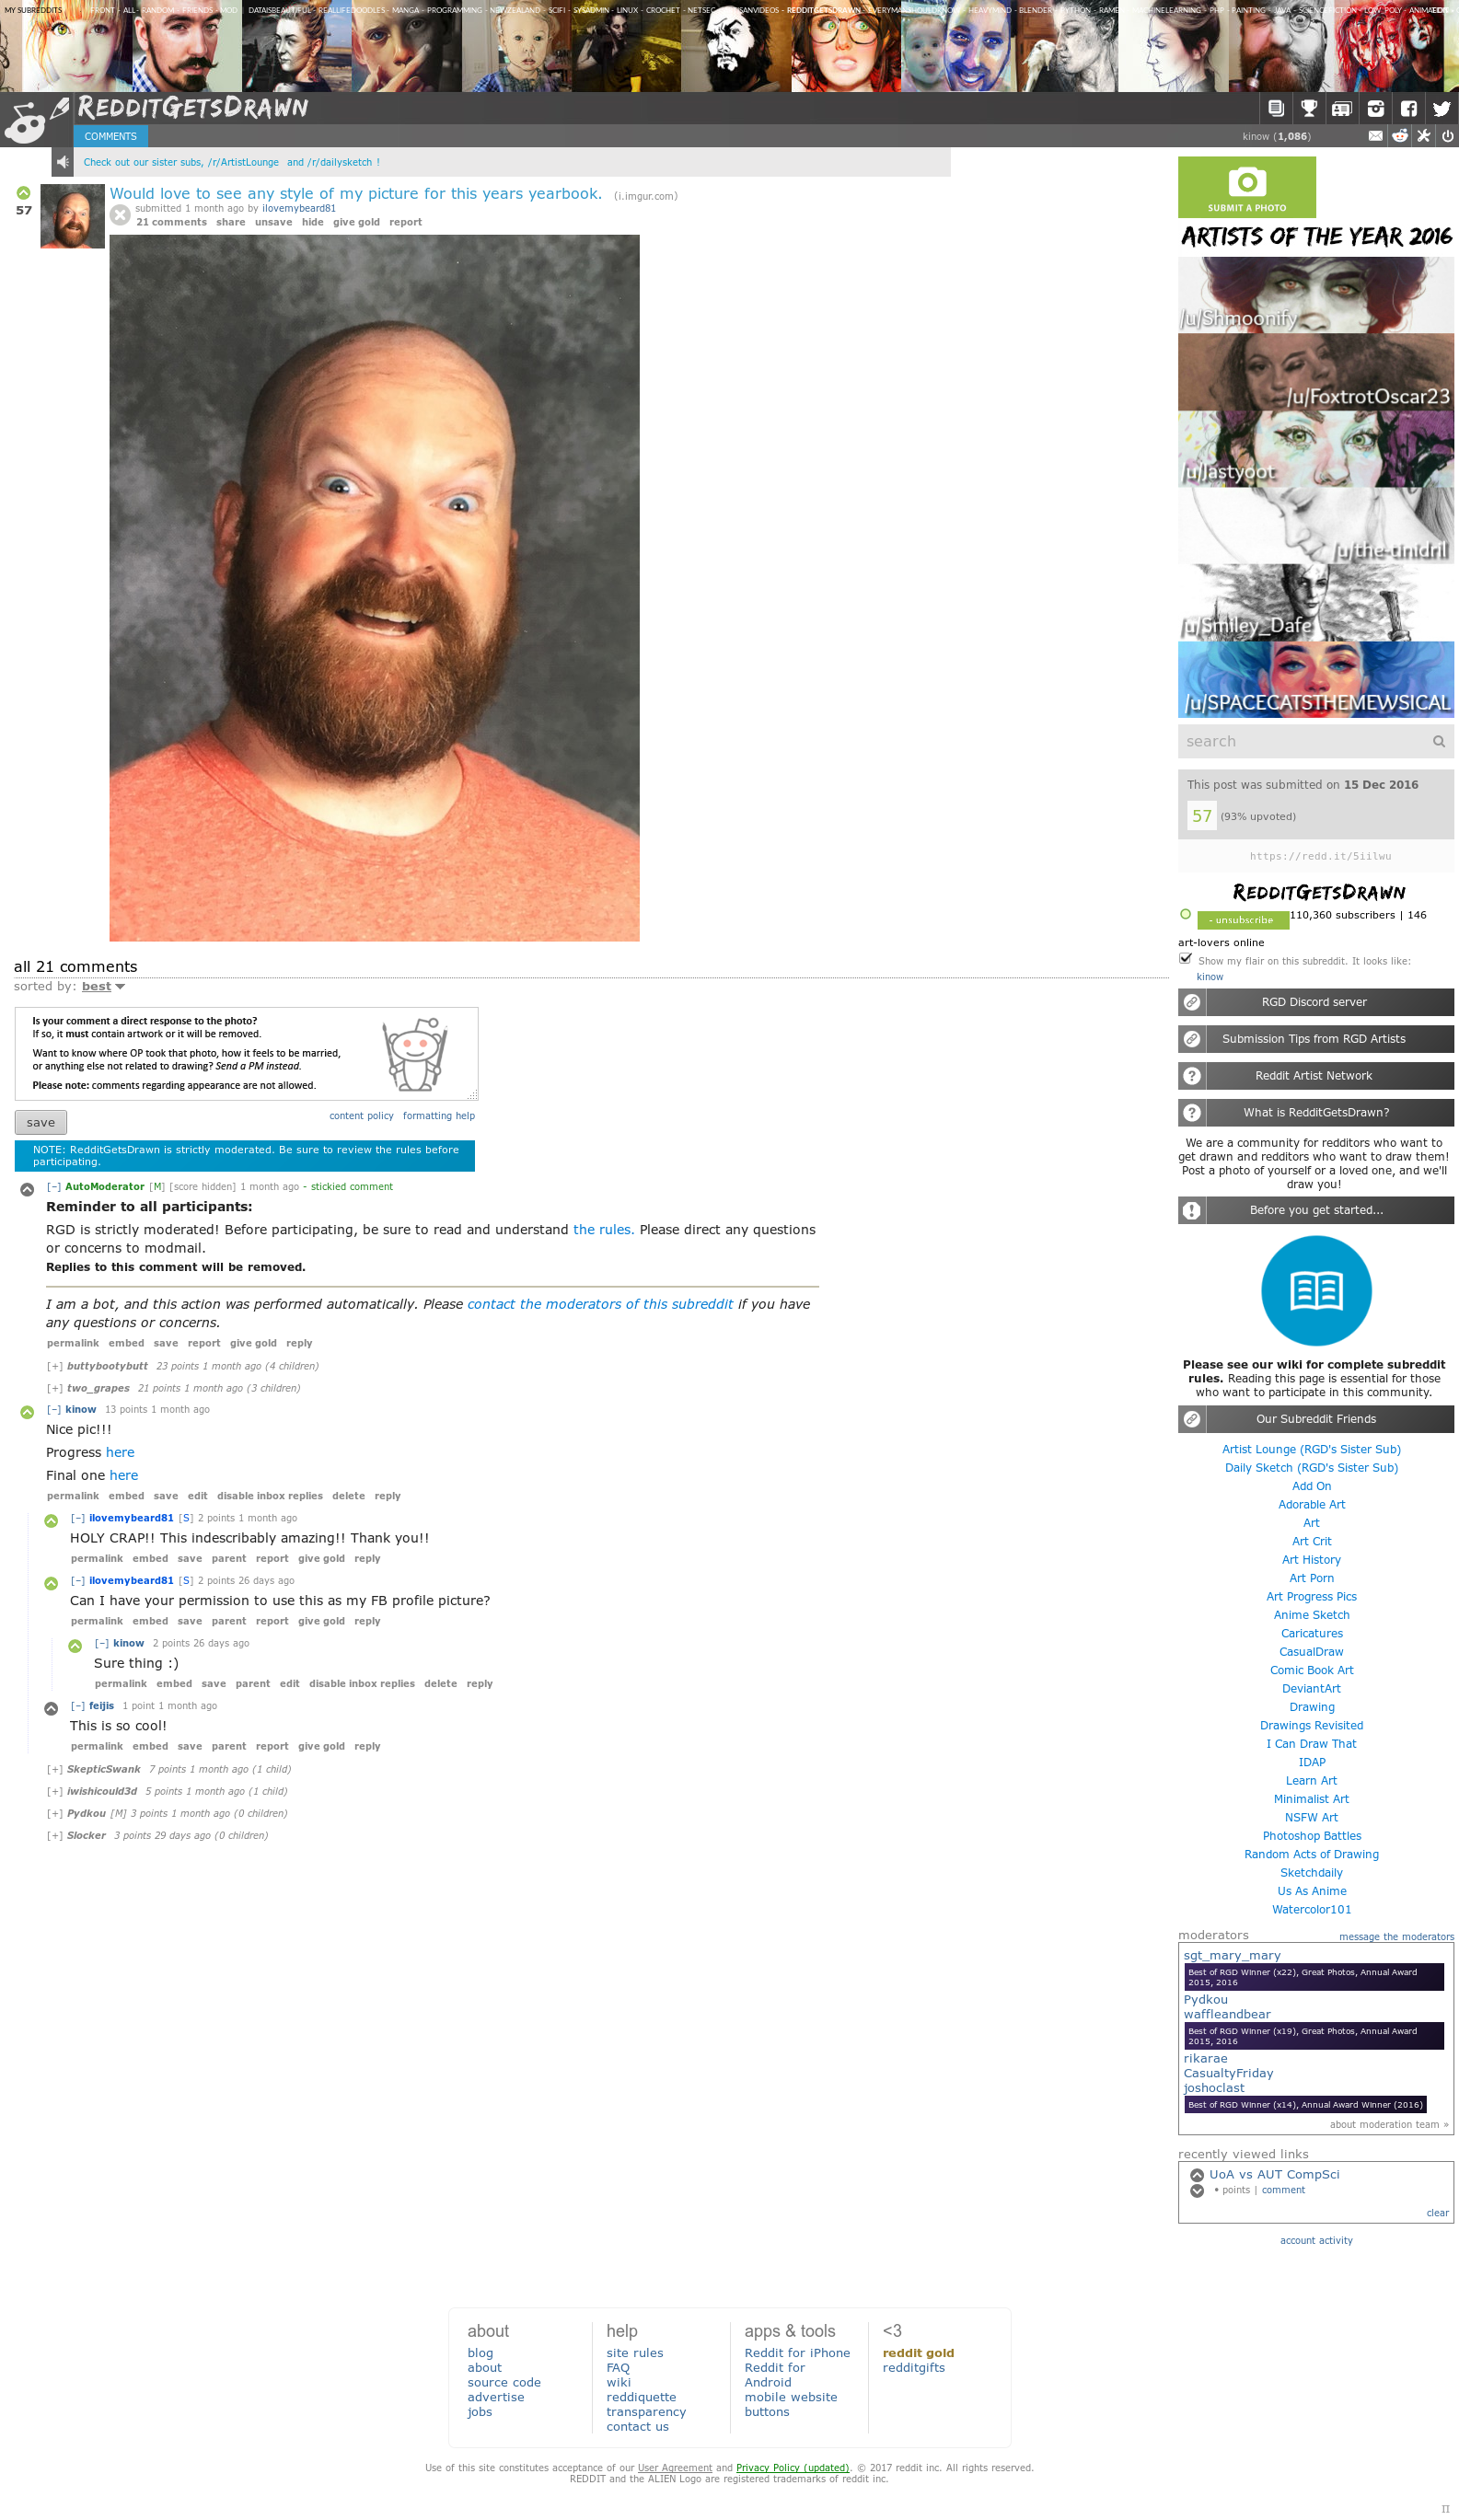 MY SUBREDDITS FRONT - ALL - RANDOM - FRIENDS - MOD | DATAISBEAUTIFUL - REALLIFEDOODLES - MANGA - PROGRAMMING - NEWZEALAND - SCIFI - SYSADMIN - LINUX - CROCHET - NETSEC - REDDITGETSDRAWN - HEAVYMIND - BLENDER - PYTHON - PHP - PAINTING - JAVA - LOW_POLY -
REDDITGETSDRAWN
COMMENTS
kinow (1,086)
Check out our sister subs, /r/ArtistLounge and /r/dailysketch !
57
Would love to see any style of my picture for this years yearbook. (i.imgur.com)
submitted 1 month ago by ilovemybeard81
21 comments share unsave hide give gold report
all 21 comments
sorted by: best
Is your comment a direct response to the photo?
If so, it must contain artwork or it will be removed.
Want to know where OP took that photo, how it feels to be married,
or anything else not related to drawing? Send a PM instead.
Please note: comments regarding appearance are not allowed.
save
content policy formatting help
NOTE: RedditGetsDrawn is strictly moderated. Be sure to review the rules before
participating.
[–] AutoModerator [M] [score hidden] 1 month ago - stickied comment
Reminder to all participants:
RGD is strictly moderated! Before participating, be sure to read and understand the rules. Please direct any questions
or concerns to modmail.
Replies to this comment will be removed.
I am a bot, and this action was performed automatically. Please contact the moderators of this subreddit if you have
any questions or concerns.
permalink embed save report give gold reply
[+] buttybootybutt 23 points 1 month ago (4 children)
[+] two_grapes 21 points 1 month ago (3 children)
[–] kinow 13 points 1 month ago
Nice pic!!!
Progress here
Final one here
permalink embed save edit disable inbox replies delete reply
[–] ilovemybeard81 [S] 2 points 1 month ago
HOLY CRAP!! This indescribably amazing!! Thank you!!
permalink embed save parent report give gold reply
[–] ilovemybeard81 [S] 2 points 26 days ago
Can I have your permission to use this as my FB profile picture?
permalink embed save parent report give gold reply
[–] kinow 2 points 26 days ago
Sure thing :)
permalink embed save parent edit disable inbox replies delete reply
[–] feijis 1 point 1 month ago
This is so cool!
permalink embed save parent report give gold reply
[+] SkepticSwank 7 points 1 month ago (1 child)
[+] iwishicould3d 5 points 1 month ago (1 child)
[+] Pydkou [M] 3 points 1 month ago (0 children)
[+] Slocker 3 points 29 days ago (0 children)
SUBMIT A PHOTO
ARTISTS OF THE YEAR 2016
/u/Shmoonify
/u/FoxtrotOscar23
/u/Jastyoot
/u/the-tinidril
/u/Smiley_Dafe
/u/SPACECATSTHEMEWSICAL
search
This post was submitted on 15 Dec 2016
57 (93% upvoted)
https://redd.it/5iilwu
REDDITGETSDRAWN
- unsubscribe 110,360 subscribers | 146
art-lovers online
Show my flair on this subreddit. It looks like:
kinow
RGD Discord server
Submission Tips from RGD Artists
Reddit Artist Network
What is RedditGetsDrawn?
We are a community for redditors who want to
get drawn and redditors who want to draw them!
Post a photo of yourself or a loved one, and we'll
draw you!
Before you get started...
Please see our wiki for complete subreddit
rules. Reading this page is essential for those
who want to participate in this community.
Our Subreddit Friends
Artist Lounge (RGD's Sister Sub)
Daily Sketch (RGD's Sister Sub)
Add On
Adorable Art
Art
Art Crit
Art History
Art Porn
Art Progress Pics
Anime Sketch
Caricatures
CasualDraw
Comic Book Art
DeviantArt
Drawing
Drawings Revisited
I Can Draw That
IDAP
Learn Art
Minimalist Art
NSFW Art
Photoshop Battles
Random Acts of Drawing
Sketchdaily
Us As Anime
Watercolor101
moderators message the moderators
sgt_mary_mary
Best of RGD Winner (x22), Great Photos, Annual Award
2015, 2016
Pydkou
waffleandbear
Best of RGD Winner (x19), Great Photos, Annual Award
2015, 2016
rikarae
CasualtyFriday
joshoclast
Best of RGD Winner (x14), Annual Award Winner (2016)
about moderation team »
recently viewed links
UoA vs AUT CompSci
• points | comment
clear
account activity
about
blog
about
source code
advertise
jobs
help
site rules
FAQ
wiki
reddiquette
transparency
contact us
apps & tools
Reddit for iPhone
Reddit for
Android
mobile website
buttons
<3
reddit gold
redditgifts
Use of this site constitutes acceptance of our User Agreement and Privacy Policy (updated). © 2017 reddit inc. All rights reserved.
REDDIT and the ALIEN Logo are registered trademarks of reddit inc.
π